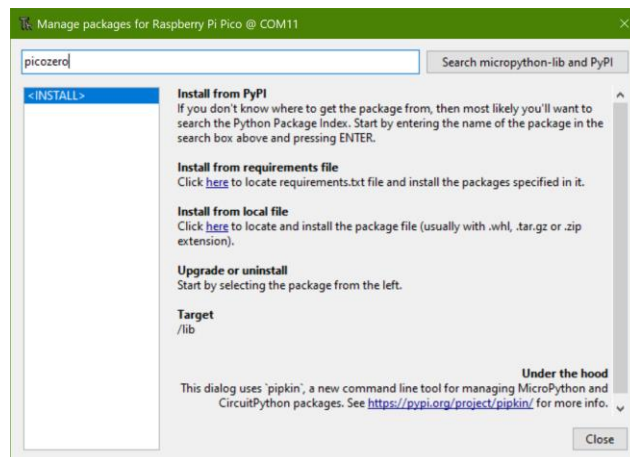 Manage packages for Raspberry Pi Pico @ COM11
picozero
Search micropython-lib and PyPI
<INSTALL>
Install from PyPI
If you don't know where to get the package from, then most likely you'll want to
search the Python Package Index. Start by entering the name of the package in the
search box above and pressing ENTER.
Install from requirements file
Click here to locate requirements.txt file and install the packages specified in it.
Install from local file
Click here to locate and install the package file (usually with .whl, .tar.gz or .zip
extension).
Upgrade or uninstall
Start by selecting the package from the left.
Target
/lib
Under the hood
This dialog uses `pipkin`, a new command line tool for managing MicroPython and
CircuitPython packages. See https://pypi.org/project/pipkin/ for more info.
Close